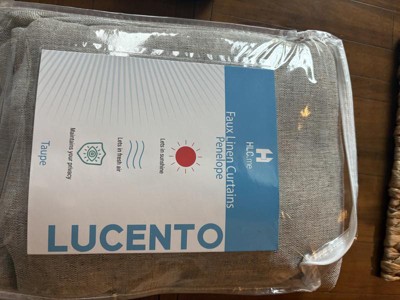 HLC.me
Faux Linen Curtains
Penelope
Lets in sunshine
Lets in fresh air
Maintains your privacy
Taupe
LUCENTO